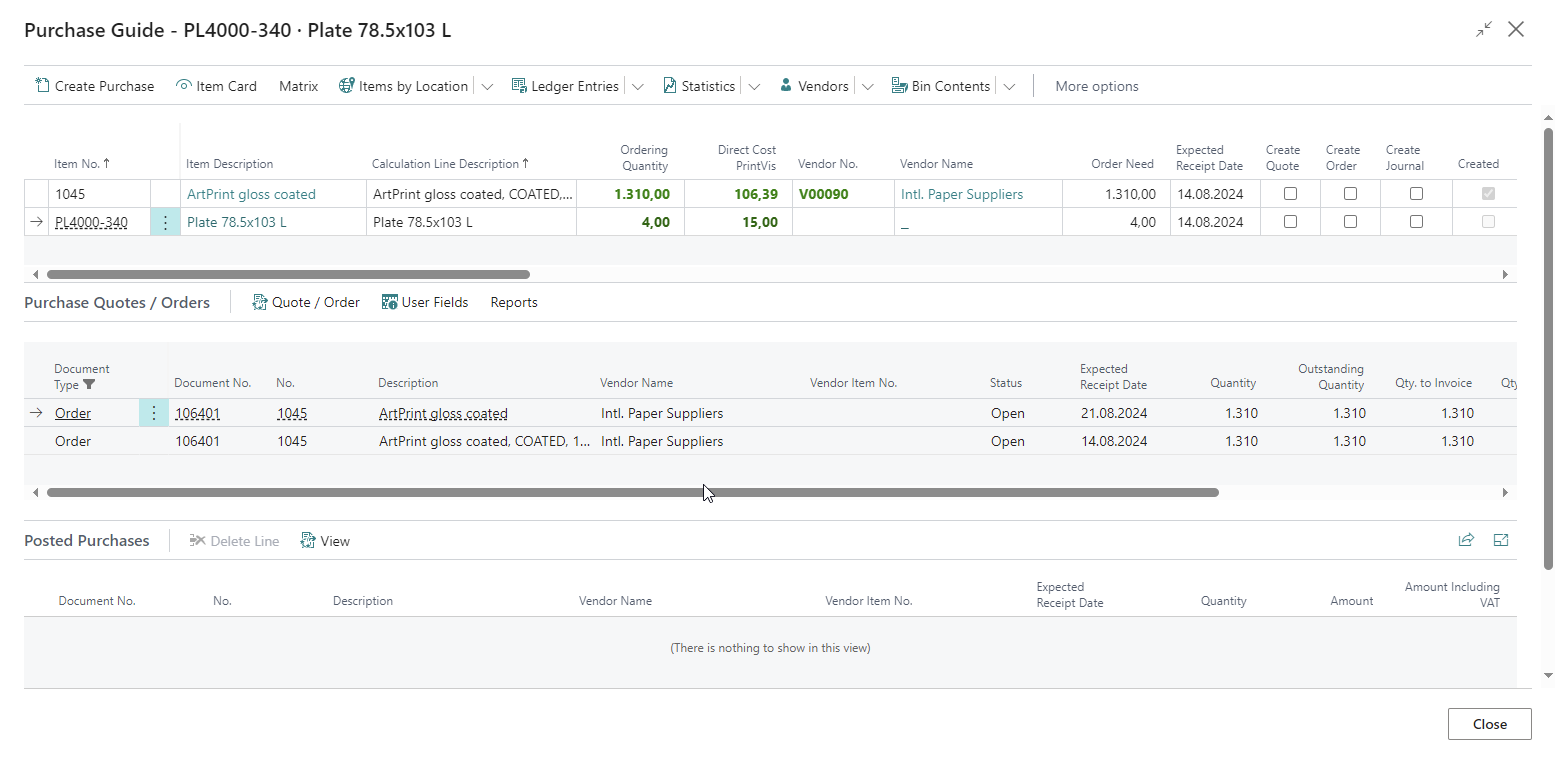 Purchase Guide - PL4000-340 · Plate 78.5x103 L
Create Purchase Item Card Matrix Items by Location Ledger Entries Statistics Vendors Bin Contents More options
Item No. ↑ Item Description Calculation Line Description ↑ Ordering Quantity Direct Cost PrintVis Vendor No. Vendor Name Order Need Expected Receipt Date Create Quote Create Order Create Journal Created
1045 ArtPrint gloss coated ArtPrint gloss coated, COATED,... 1.310,00 106,39 V00090 Intl. Paper Suppliers 1.310,00 14.08.2024
PL4000-340 Plate 78.5x103 L Plate 78.5x103 L 4,00 15,00 _ 4,00 14.08.2024
Purchase Quotes / Orders Quote / Order User Fields Reports
Document Type Document No. No. Description Vendor Name Vendor Item No. Status Expected Receipt Date Quantity Outstanding Quantity Qty. to Invoice Qty
Order 106401 1045 ArtPrint gloss coated Intl. Paper Suppliers Open 21.08.2024 1.310 1.310 1.310
Order 106401 1045 ArtPrint gloss coated, COATED, 1... Intl. Paper Suppliers Open 14.08.2024 1.310 1.310 1.310
Posted Purchases Delete Line View
Document No. No. Description Vendor Name Vendor Item No. Expected Receipt Date Quantity Amount Amount Including VAT
(There is nothing to show in this view)
Close